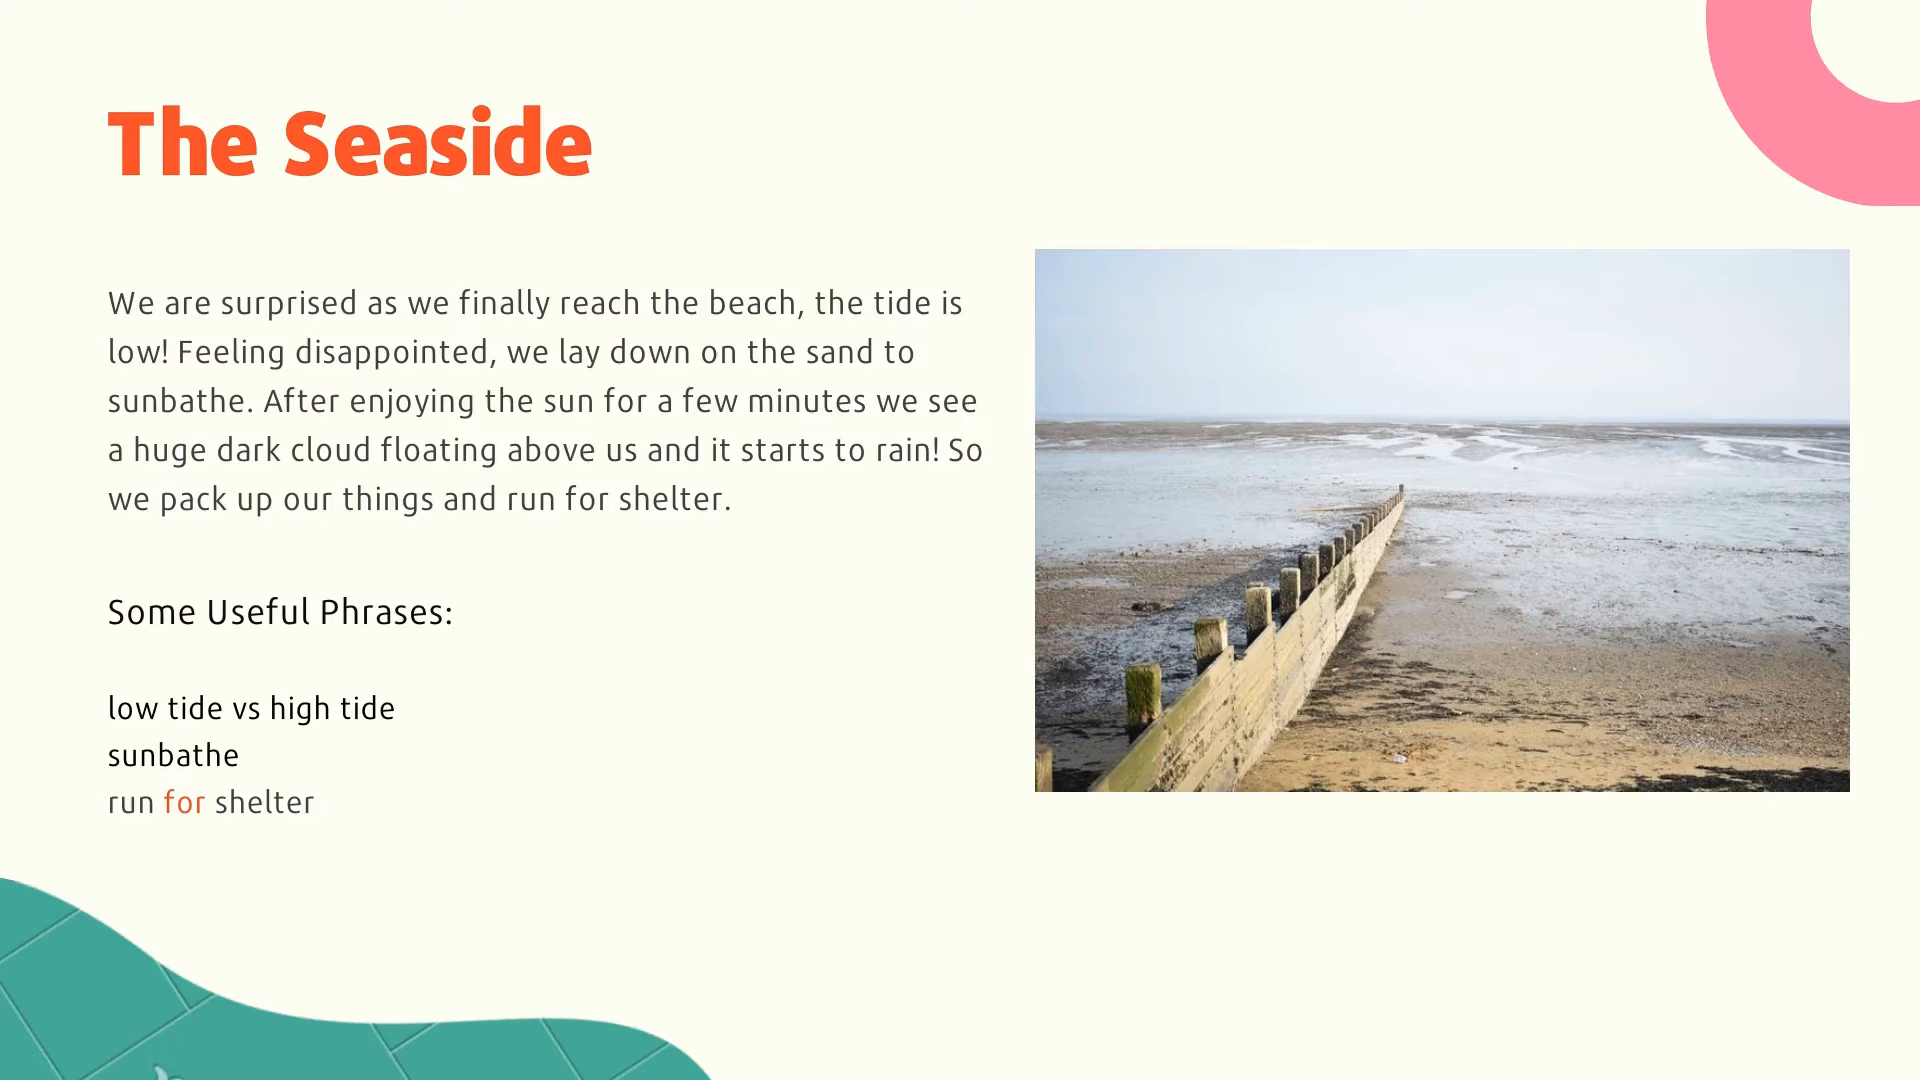 The Seaside
We are surprised as we finally reach the beach, the tide is
low! Feeling disappointed, we lay down on the sand to
sunbathe. After enjoying the sun for a few minutes we see
a huge dark cloud floating above us and it starts to rain! So
we pack up our things and run for shelter.
Some Useful Phrases:
low tide vs high tide
sunbathe
run for shelter